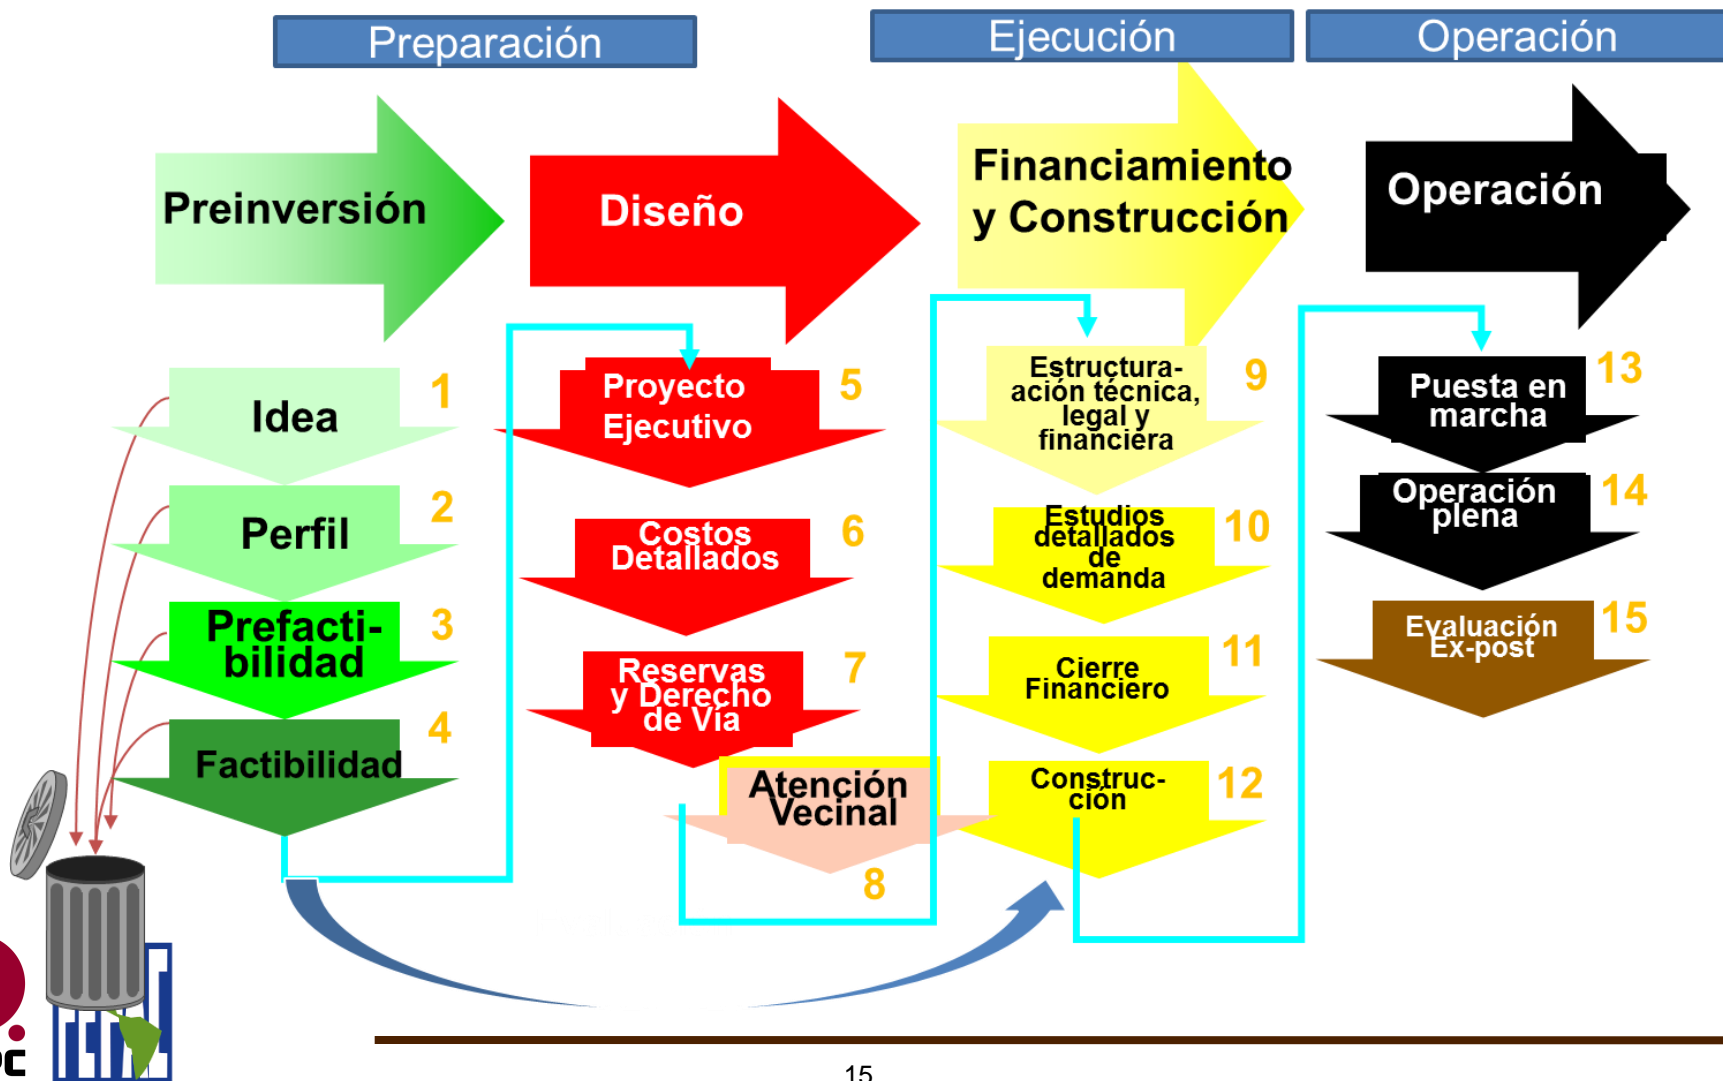 Preparación
Ejecución
Operación
Preinversión
Diseño
Financiamiento
y Construcción
Operación
Idea
1
Perfil
2
Prefacti-
bilidad
3
Factibilidad
4
Proyecto
Ejecutivo
5
Costos
Detallados
6
Reservas
y Derecho
de Vía
7
Atención
Vecinal
8
Estructura-
ación técnica,
legal y
financiera
9
Estudios
detallados
de
demanda
10
Cierre
Financiero
11
Construc-
ción
12
Puesta en
marcha
13
Operación
plena
14
Evaluación
Ex-post
15
15